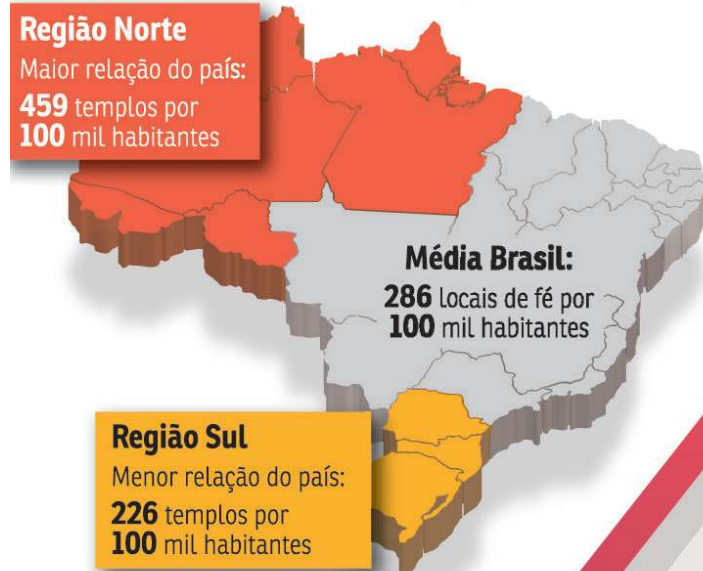 Região Norte
Maior relação do país:
459 templos por
100 mil habitantes
Média Brasil:
286 locais de fé por
100 mil habitantes
Região Sul
Menor relação do país:
226 templos por
100 mil habitantes